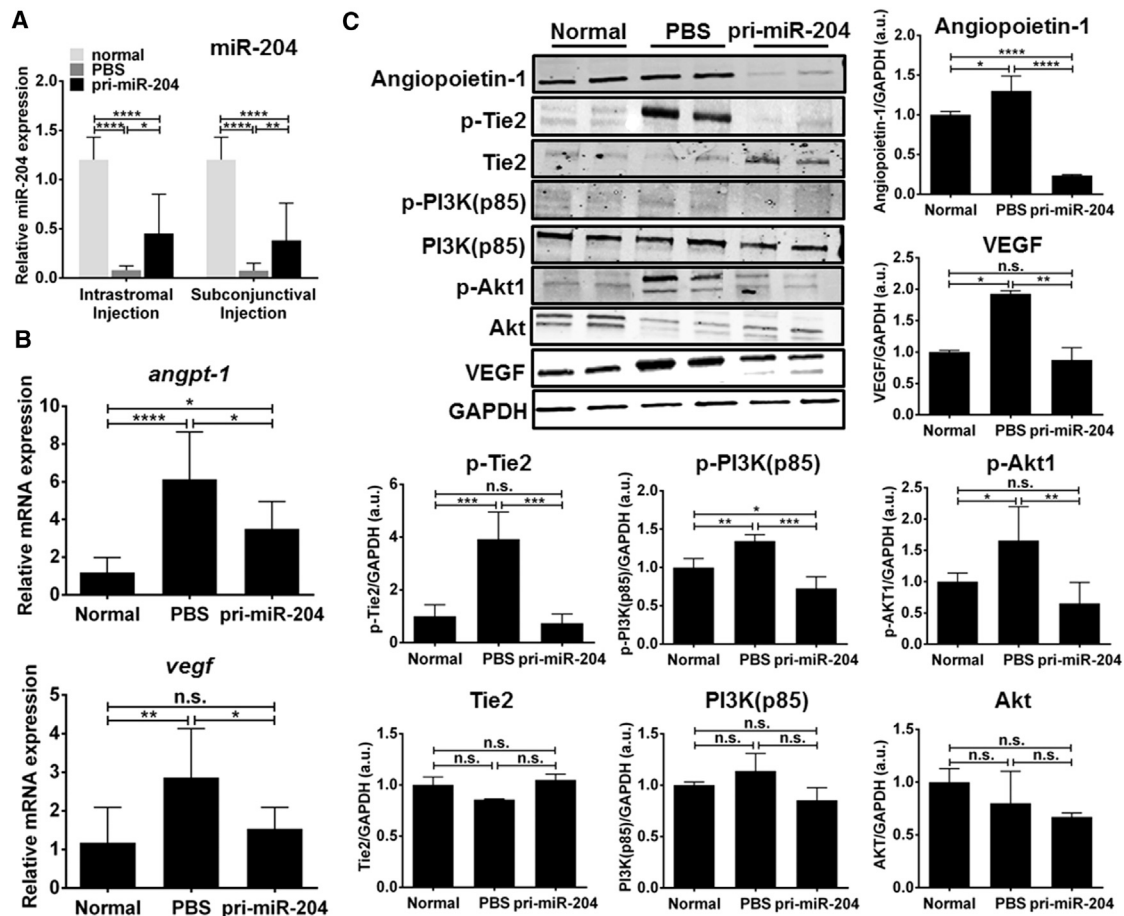 A
miR-204
normal
PBS
pri-miR-204
Relative miR-204 expression
2.0
1.5
1.0
0.5
0.0
****
****
*
****
****
**
Intrastromal
Injection
Subconjunctival
Injection
B
angpt-1
Relative mRNA expression
10
8
6
4
2
0
*
****
*
Normal
PBS
pri-miR-204
vegf
Relative mRNA expression
5
4
3
2
1
0
n.s.
**
*
Normal
PBS
pri-miR-204
C
Normal
PBS
pri-miR-204
Angiopoietin-1
p-Tie2
Tie2
p-PI3K(p85)
PI3K(p85)
p-Akt1
Akt
VEGF
GAPDH
Angiopoietin-1
Angiopoietin-1/GAPDH (a.u.)
2.0
1.5
1.0
0.5
0.0
****
*
****
Normal
PBS
pri-miR-204
VEGF
VEGF/GAPDH (a.u.)
2.5
2.0
1.5
1.0
0.5
0.0
n.s.
*
**
Normal
PBS
pri-miR-204
p-Tie2
p-Tie2/GAPDH (a.u.)
6
4
2
0
n.s.
***
***
Normal
PBS
pri-miR-204
p-PI3K(p85)
p-PI3K(p85)/GAPDH (a.u.)
2.0
1.5
1.0
0.5
0.0
*
**
***
Normal
PBS
pri-miR-204
p-Akt1
p-AKT1/GAPDH (a.u.)
2.5
2.0
1.5
1.0
0.5
0.0
n.s.
*
**
Normal
PBS
pri-miR-204
Tie2
Tie2/GAPDH (a.u.)
1.5
1.0
0.5
0.0
n.s.
n.s.
n.s.
Normal
PBS
pri-miR-204
PI3K(p85)
PI3K(p85)/GAPDH (a.u.)
1.5
1.0
0.5
0.0
n.s.
n.s.
n.s.
Normal
PBS
pri-miR-204
Akt
AKT/GAPDH (a.u.)
1.5
1.0
0.5
0.0
n.s.
n.s.
n.s.
Normal
PBS
pri-miR-204